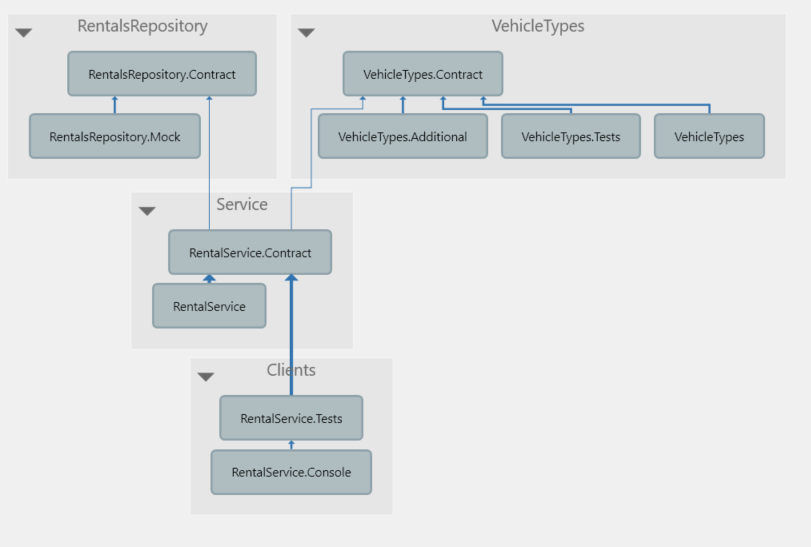 RentalsRepository
VehicleTypes
RentalsRepository.Contract
VehicleTypes.Contract
RentalsRepository.Mock
VehicleTypes.Additional
VehicleTypes.Tests
VehicleTypes
Service
RentalService.Contract
RentalService
Clients
RentalService.Tests
RentalService.Console